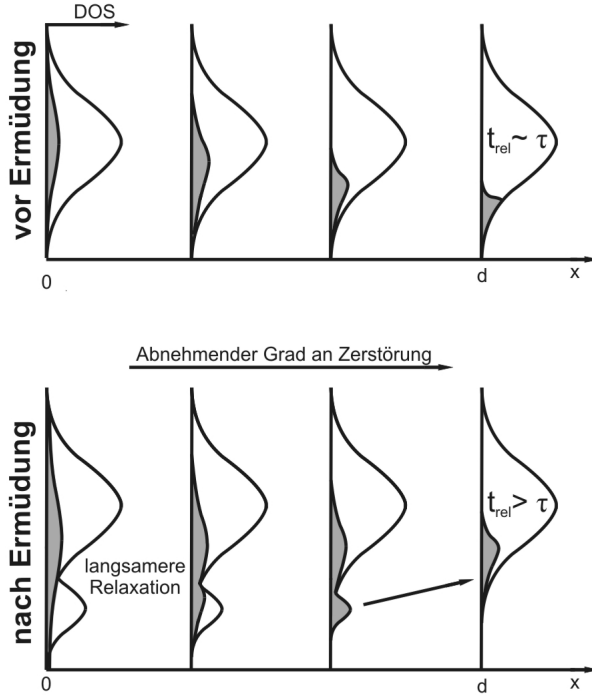 DOS
vor Ermüdung
t_rel ~ τ
0
d
x
Abnehmender Grad an Zerstörung
nach Ermüdung
langsamere
Relaxation
t_rel > τ
0
d
x